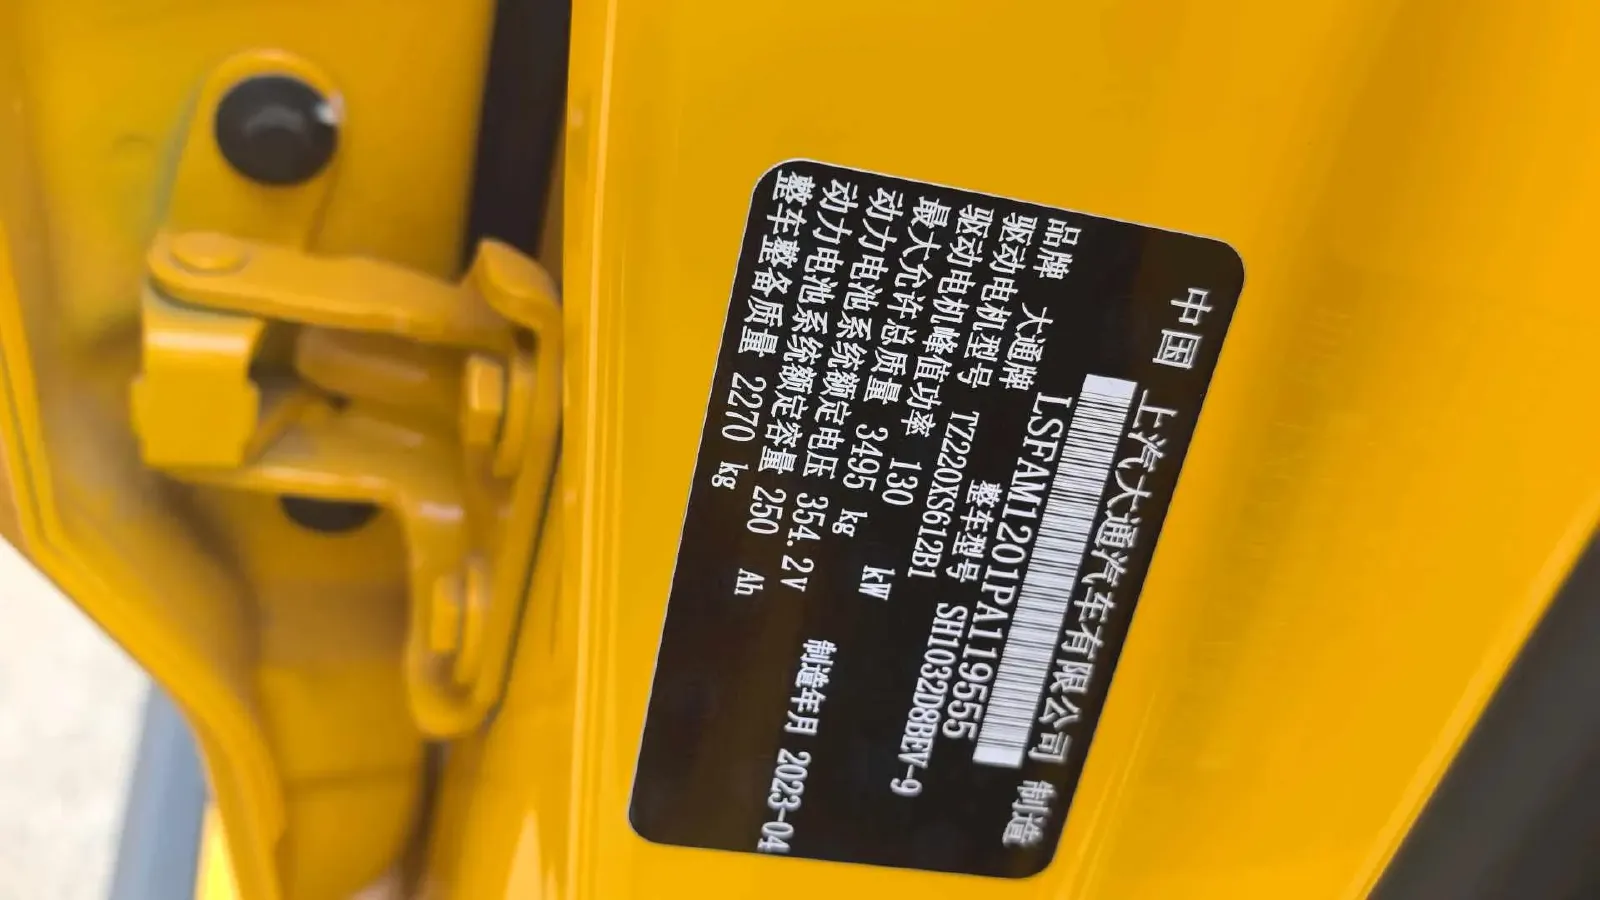 中国 上汽大通汽车有限公司 制造
LSFAM1201PA119555
品牌 大通牌 整车型号 SH1032D8BEV-9
驱动电机型号 TZ220XS612B1
驱动电机峰值功率 130 kW
最大允许总质量 3495 kg
动力电池系统额定电压 354.2V
动力电池系统额定容量 250 Ah
整车整备质量 2270 kg 制造年月 2023-04